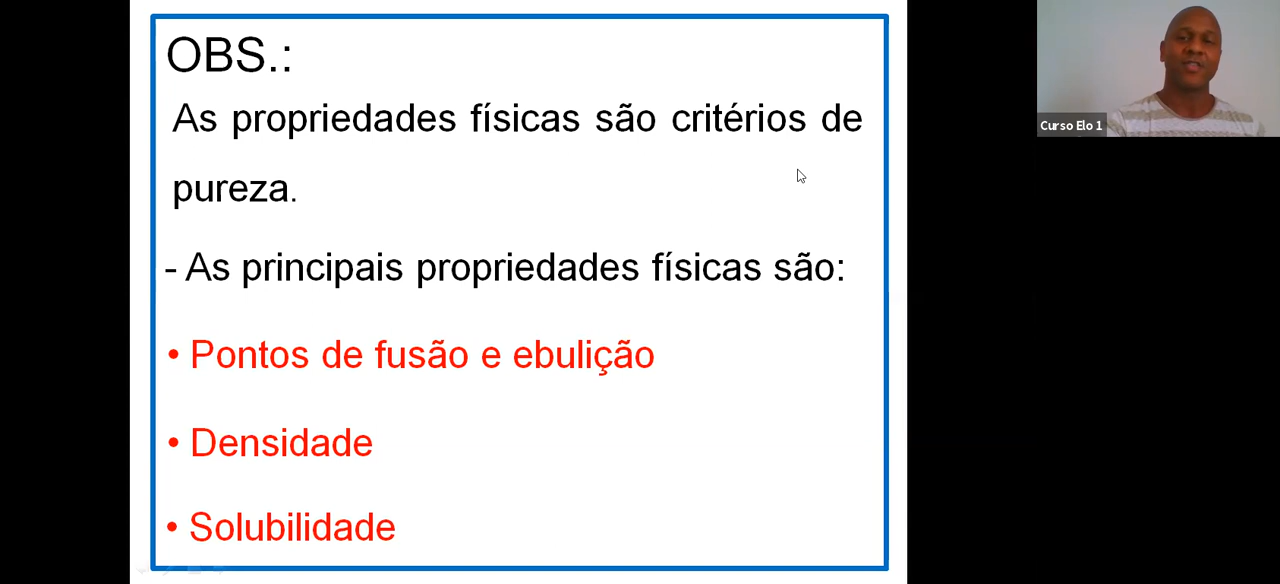 OBS.:
As propriedades físicas são critérios de
pureza.
- As principais propriedades físicas são:
• Pontos de fusão e ebulição
• Densidade
• Solubilidade
Curso Elo 1